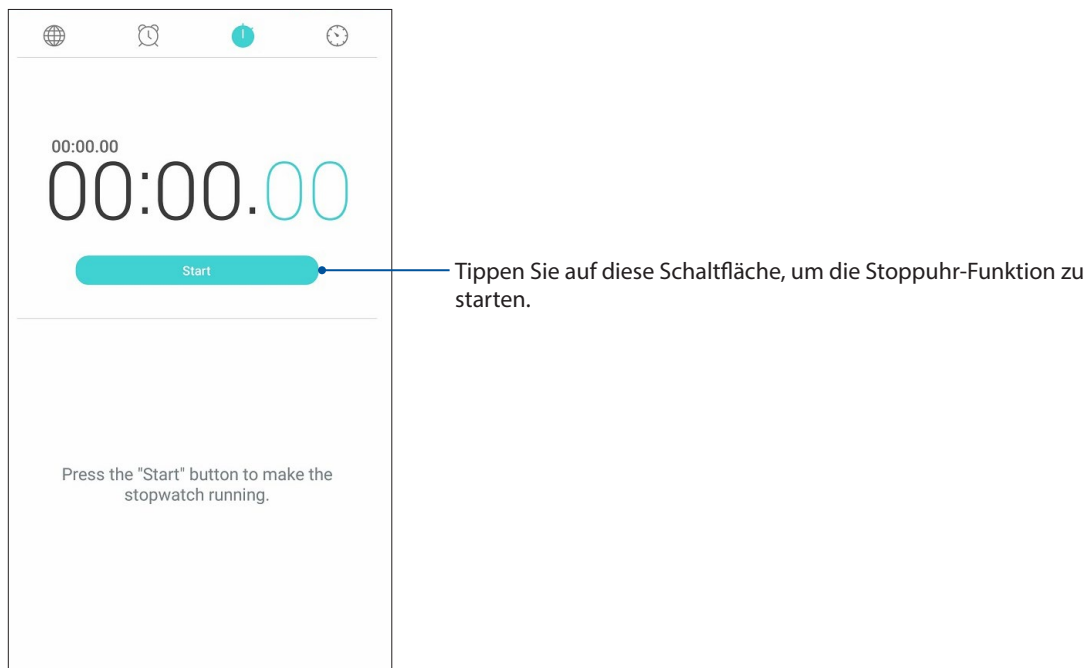 00:00.00
00:00.00
Start
Tippen Sie auf diese Schaltfläche, um die Stoppuhr-Funktion zu
starten.
Press the "Start" button to make the
stopwatch running.